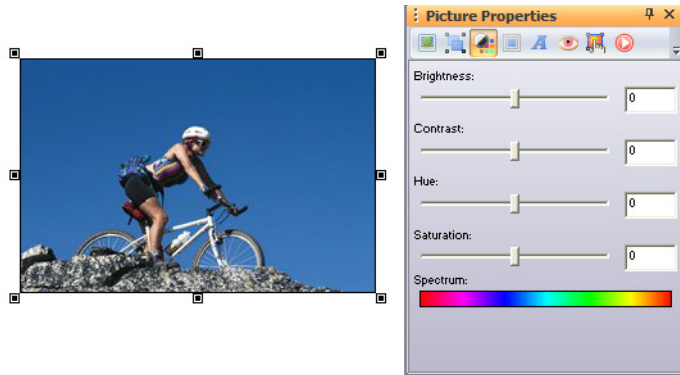 Picture Properties
Brightness:
0
Contrast:
0
Hue:
0
Saturation:
0
Spectrum: